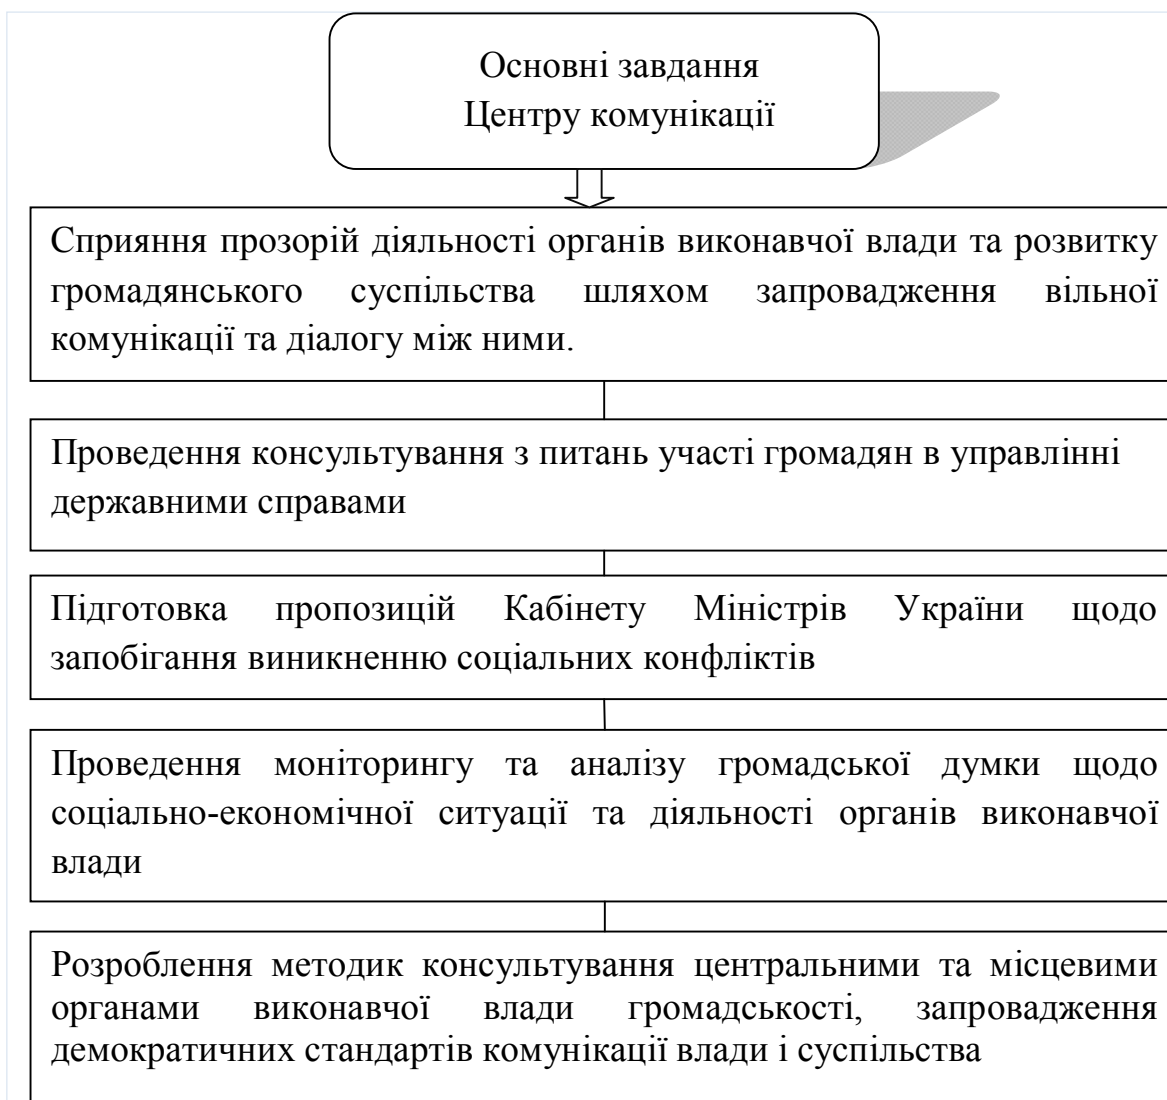 Основні завдання
Центру комунікації
Сприяння прозорій діяльності органів виконавчої влади та розвитку
громадянського суспільства шляхом запровадження вільної
комунікації та діалогу між ними.
Проведення консультування з питань участі громадян в управлінні
державними справами
Підготовка пропозицій Кабінету Міністрів України щодо
запобігання виникненню соціальних конфліктів
Проведення моніторингу та аналізу громадської думки щодо
соціально-економічної ситуації та діяльності органів виконавчої
влади
Розроблення методик консультування центральними та місцевими
органами виконавчої влади громадськості, запровадження
демократичних стандартів комунікації влади і суспільства